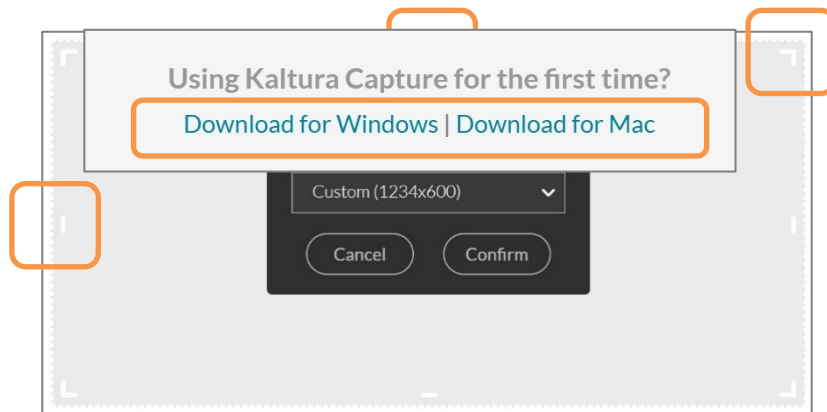 Using Kaltura Capture for the first time?
Download for Windows | Download for Mac
Custom (1234x600)
Cancel Confirm